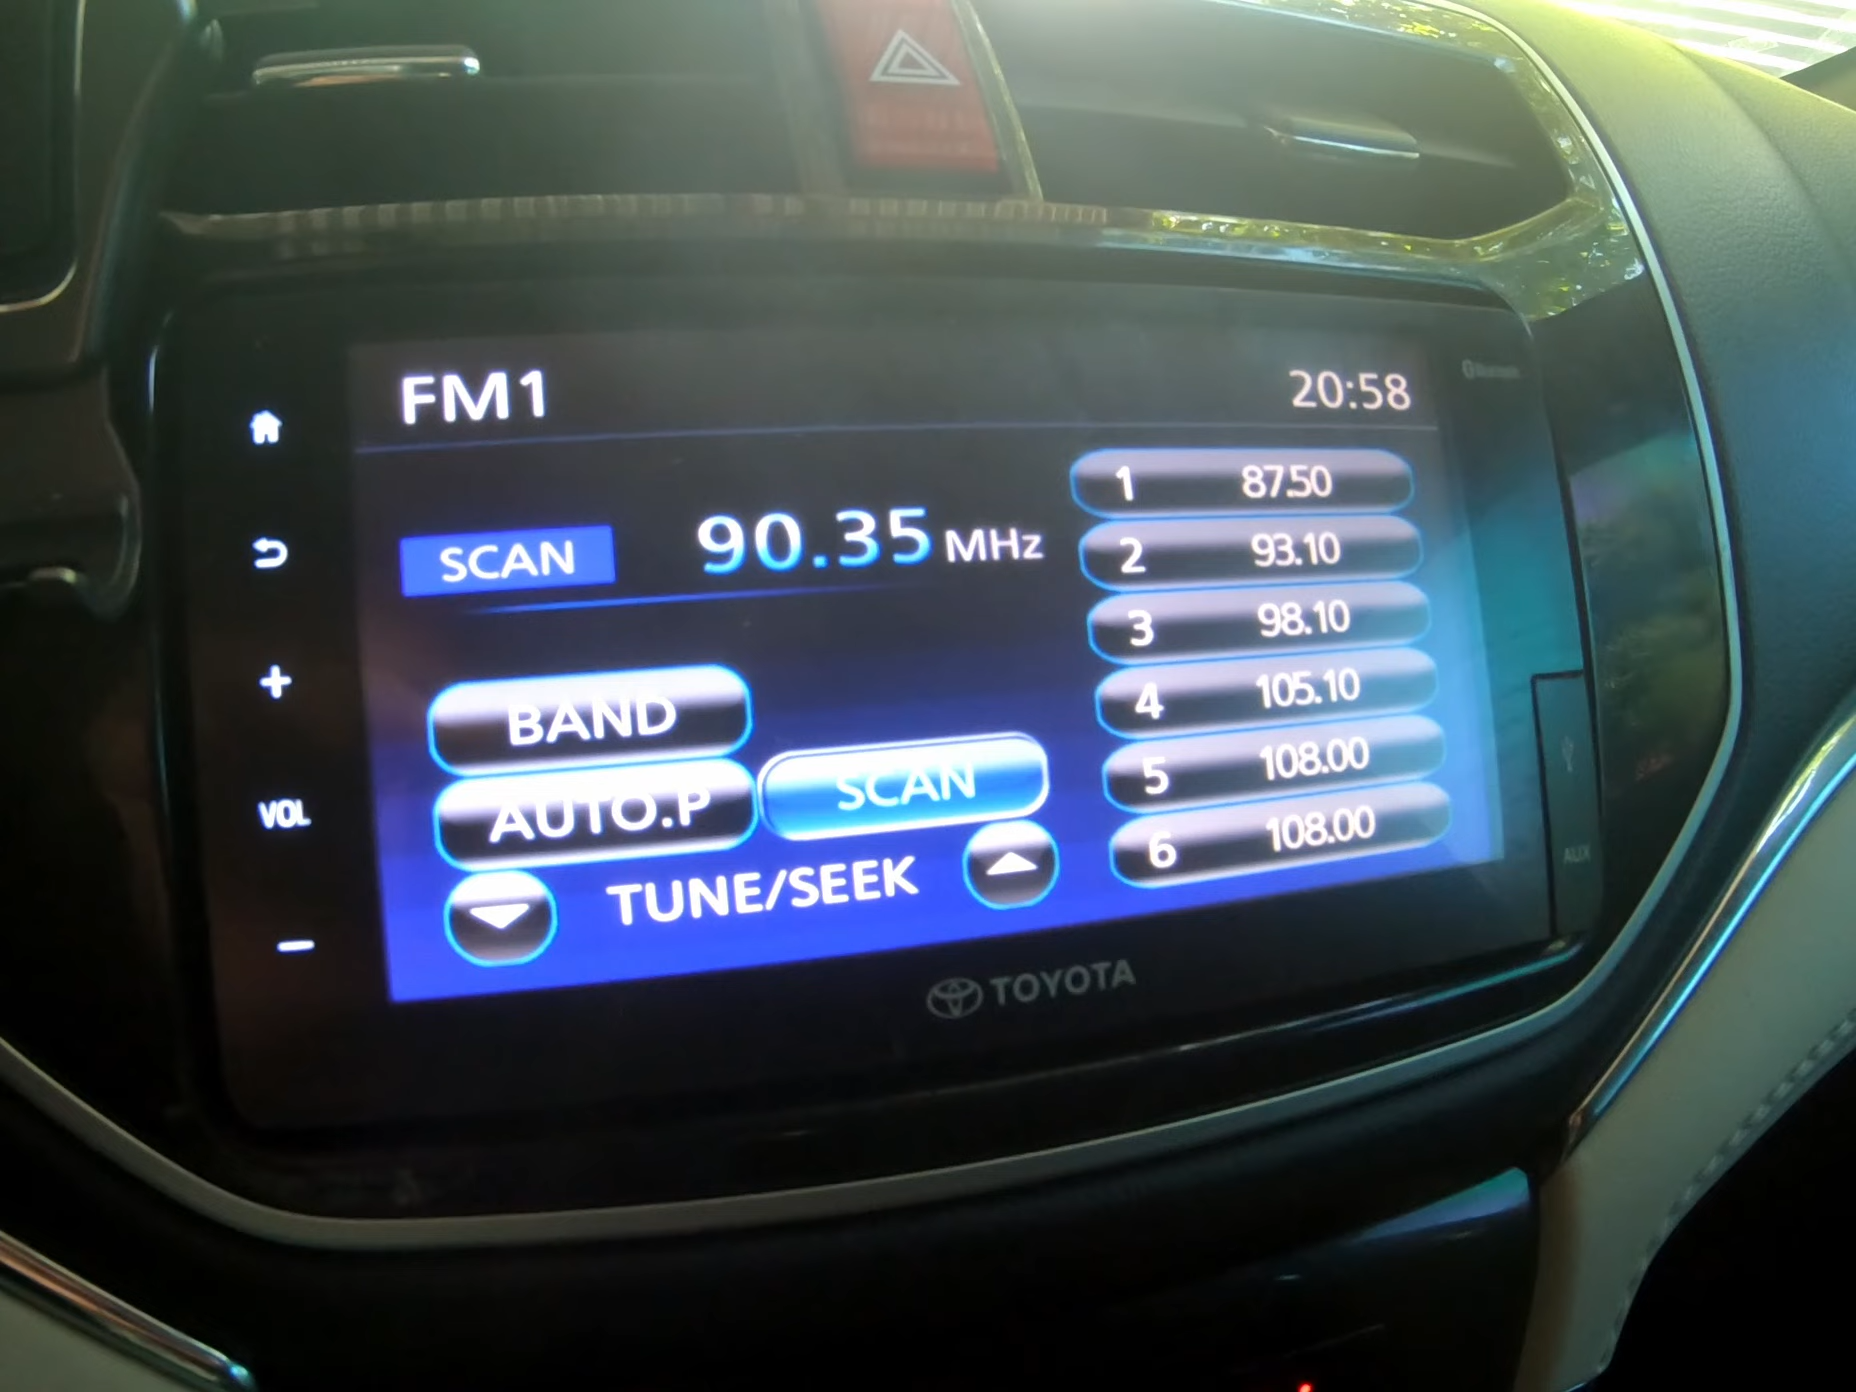 FM1
20:58
Bluetooth
SCAN
90.35 MHz
1 87.50
2 93.10
3 98.10
4 105.10
5 108.00
6 108.00
BAND
AUTO.P
SCAN
TUNE/SEEK
VOL
AUX
TOYOTA